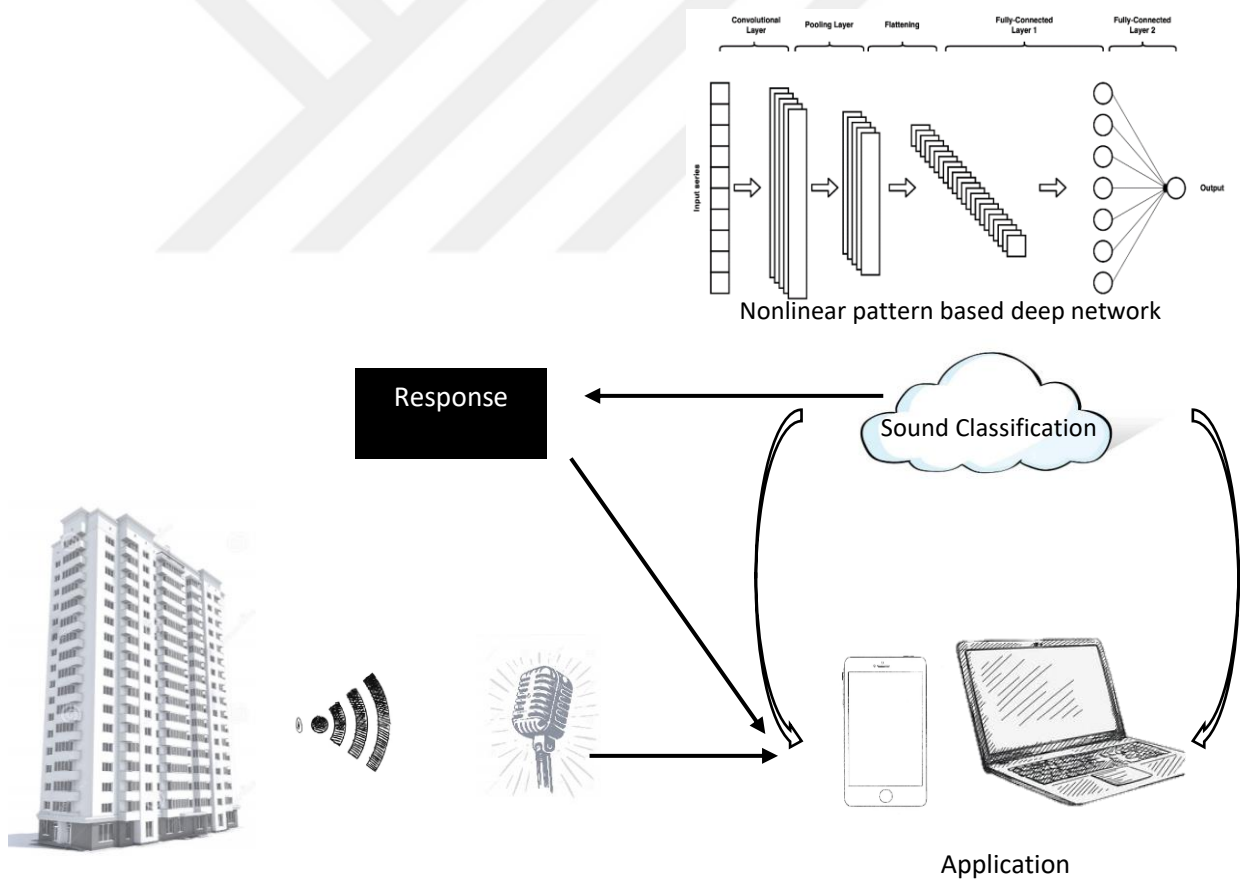 Convolutional
Layer
Pooling Layer
Flattening
Fully-Connected
Layer 1
Fully-Connected
Layer 2
Input series
Output
Nonlinear pattern based deep network
Response
Sound Classification
Application